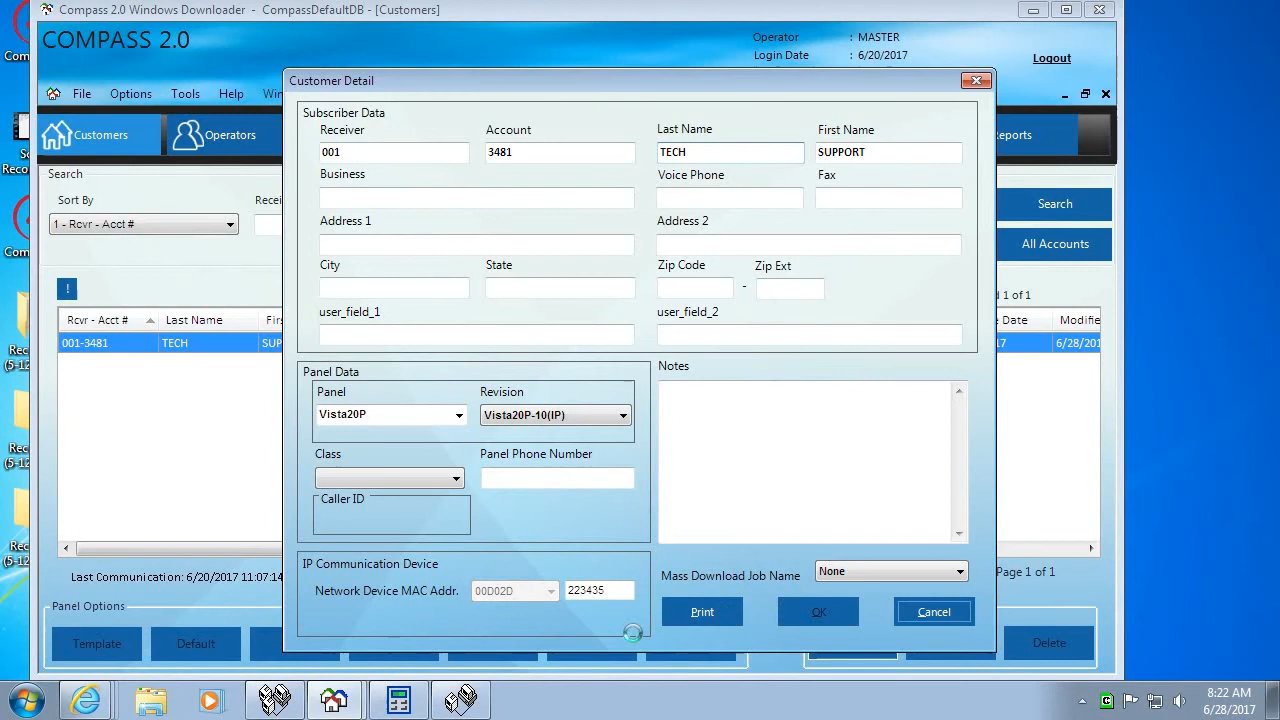 Compass 2.0 Windows Downloader - CompassDefaultDB - [Customers]
COMPASS 2.0
Operator : MASTER
Login Date : 6/20/2017
Logout
File Options Tools Help
Customers
Operators
Customer Detail
Subscriber Data
Receiver Account Last Name First Name
001 3481 TECH SUPPORT
Business Voice Phone Fax
Address 1 Address 2
City State Zip Code Zip Ext
-
user_field_1 user_field_2
Panel Data
Panel Revision
Vista20P Vista20P-10(IP)
Class Panel Phone Number
Caller ID
IP Communication Device
Network Device MAC Addr. 00D02D 223435
Notes
Mass Download Job Name None
Print OK Cancel
Search
Sort By
1 - Rcvr - Acct #
Search
All Accounts
!
1 of 1
Rcvr - Acct # Last Name
001-3481 TECH
Last Communication: 6/20/2017 11:07:14
Page 1 of 1
Panel Options
Template Default
Delete
8:22 AM
6/28/2017